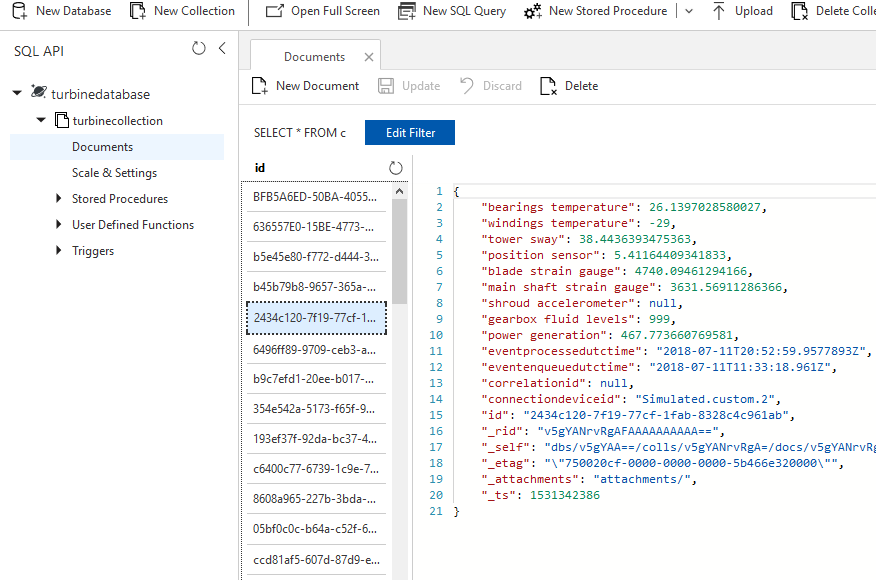 New Database New Collection Open Full Screen New SQL Query New Stored Procedure Upload Delete Colle
SQL API
turbinedatabase
turbinecollection
Documents
Scale & Settings
Stored Procedures
User Defined Functions
Triggers
Documents
New Document Update Discard Delete
SELECT * FROM c Edit Filter
id
BFB5A6ED-50BA-4055...
636557E0-15BE-4773-...
b5e45e80-f772-d444-3...
b45b79b8-9657-365a-...
2434c120-7f19-77cf-1...
6496ff89-9709-ceb3-a...
b9c7efd1-20ee-b017-...
354e542a-5173-f65f-9...
193ef37f-92da-bc37-4...
c6400c77-6739-1c9e-7...
8608a965-227b-3bda-...
05bf0c0c-b64a-c52f-6...
ccd81af5-607d-87d9-e...
1 {
2 "bearings temperature": 26.1397028580027,
3 "windings temperature": -29,
4 "tower sway": 38.4436393475363,
5 "position sensor": 5.41164409341833,
6 "blade strain gauge": 4740.09461294166,
7 "main shaft strain gauge": 3631.56911286366,
8 "shroud accelerometer": null,
9 "gearbox fluid levels": 999,
10 "power generation": 467.773660769581,
11 "eventprocessedutctime": "2018-07-11T20:52:59.9577893Z",
12 "eventenqueuedutctime": "2018-07-11T11:33:18.961Z",
13 "correlationid": null,
14 "connectiondeviceid": "Simulated.custom.2",
15 "id": "2434c120-7f19-77cf-1fab-8328c4c961ab",
16 "_rid": "v5gYANrvRgAFAAAAAAAAAA==",
17 "_self": "dbs/v5gYAA==/colls/v5gYANrvRgA=/docs/v5gYANrvRg
18 "_etag": "\"750020cf-0000-0000-0000-5b466e320000\"",
19 "_attachments": "attachments/",
20 "_ts": 1531342386
21 }